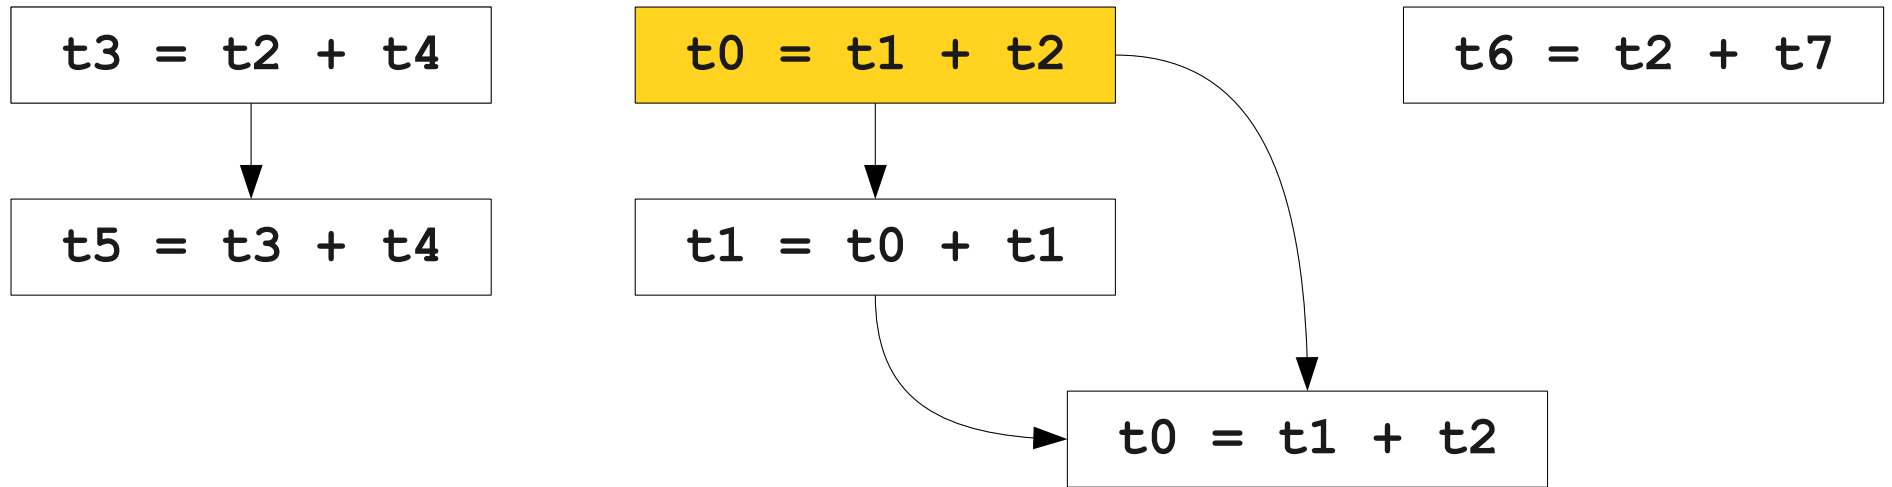 t3 = t2 + t4
t0 = t1 + t2
t6 = t2 + t7
t5 = t3 + t4
t1 = t0 + t1
t0 = t1 + t2